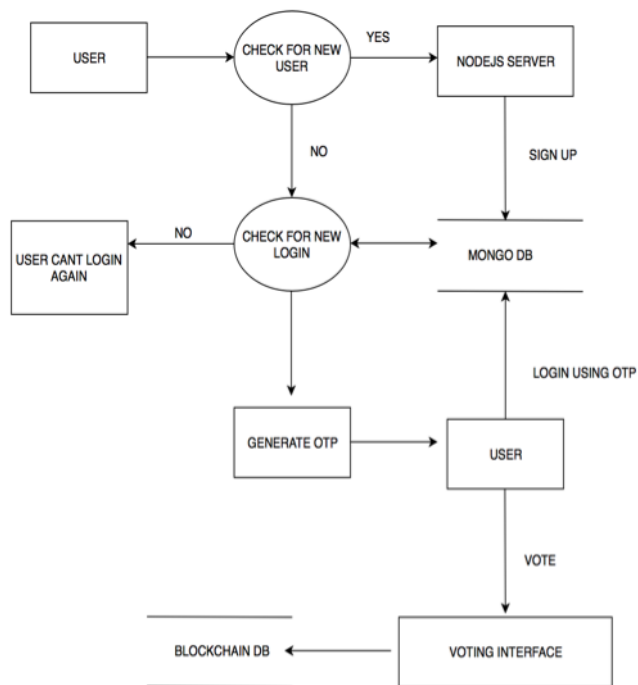 USER
CHECK FOR NEW
USER
YES
NODEJS SERVER
NO
SIGN UP
USER CANT LOGIN
AGAIN
NO
CHECK FOR NEW
LOGIN
MONGO DB
LOGIN USING OTP
GENERATE OTP
USER
VOTE
BLOCKCHAIN DB
VOTING INTERFACE